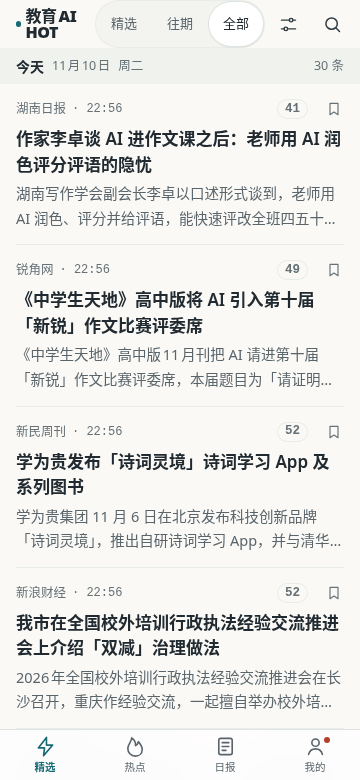 教育 AI
HOT
精选 往期 全部
今天 11月10日 周二 30 条
湖南日报 · 22:56 41
作家李卓谈 AI 进作文课之后：老师用 AI 润
色评分评语的隐忧
湖南写作学会副会长李卓以口述形式谈到，老师用
AI 润色、评分并给评语，能快速评改全班四五十…
锐角网 · 22:56 49
《中学生天地》高中版将 AI 引入第十届
「新锐」作文比赛评委席
《中学生天地》高中版11月刊把 AI 请进第十届
「新锐」作文比赛评委席，本届题目为「请证明…
新民周刊 · 22:56 52
学为贵发布「诗词灵境」诗词学习 App 及
系列图书
学为贵集团 11 月 6 日在北京发布科技创新品牌
「诗词灵境」，推出自研诗词学习 App，并与清华…
新浪财经 · 22:56 52
我市在全国校外培训行政执法经验交流推进
会上介绍「双减」治理做法
2026年全国校外培训行政执法经验交流推进会在长
沙召开，重庆作经验交流，一起擅自举办校外培…
精选 热点 日报 我的